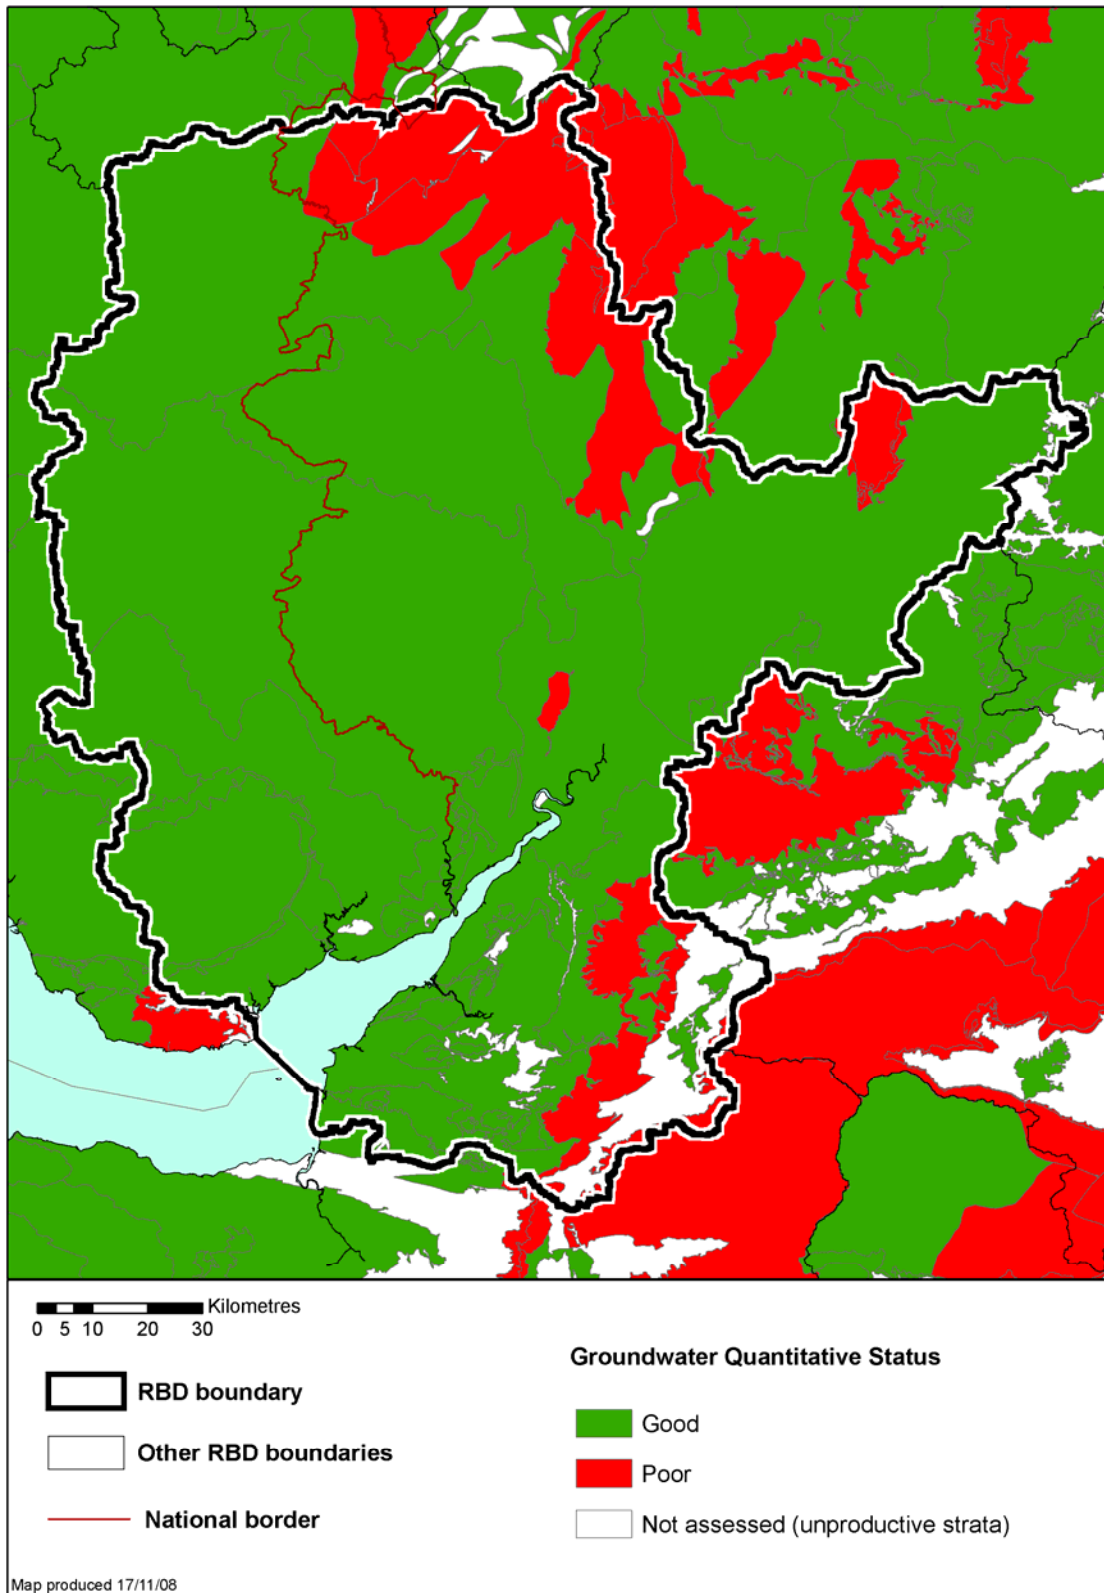 Kilometres
0 5 10 20 30
RBD boundary
Other RBD boundaries
National border
Groundwater Quantitative Status
Good
Poor
Not assessed (unproductive strata)
Map produced 17/11/08